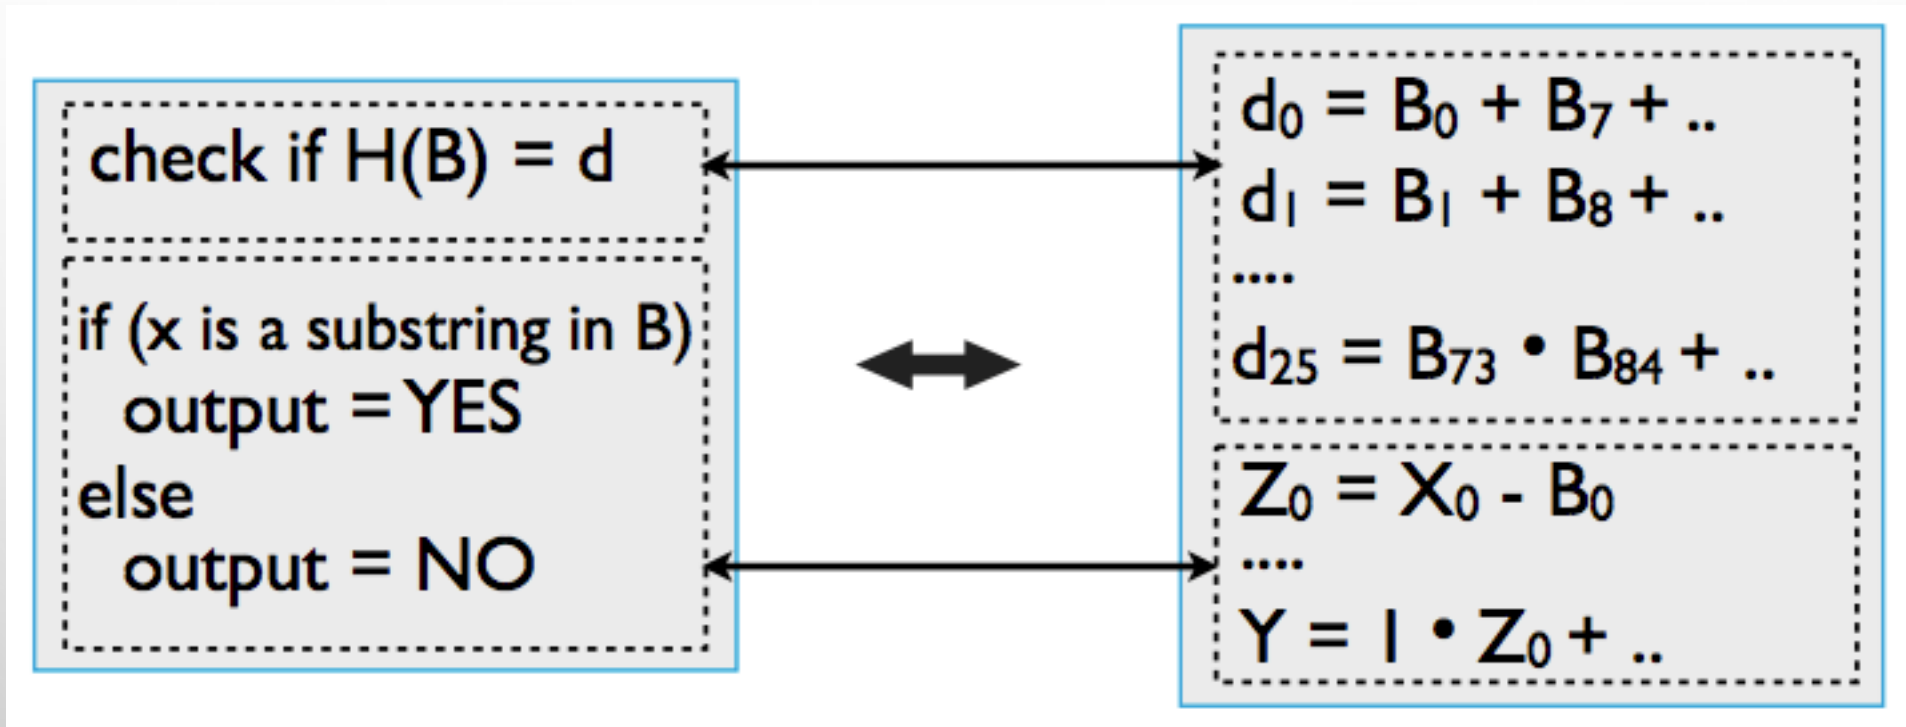 check if H(B) = d
if (x is a substring in B)
output = YES
else
output = NO
d₀ = B₀ + B₇ + ..
d₁ = B₁ + B₈ + ..
....
d₂₅ = B₇₃ • B₈₄ + ..
Z₀ = X₀ - B₀
....
Y = 1 • Z₀ + ..